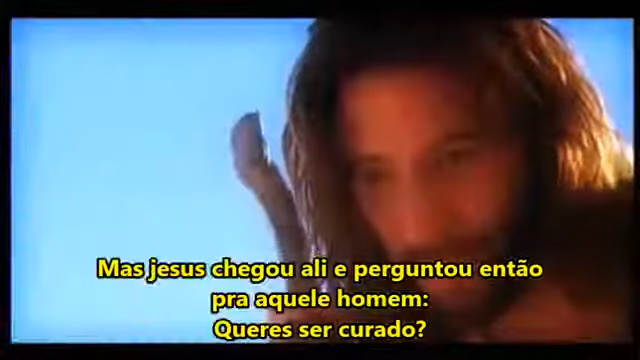 Mas jesus chegou ali e perguntou então
pra aquele homem:
Queres ser curado?